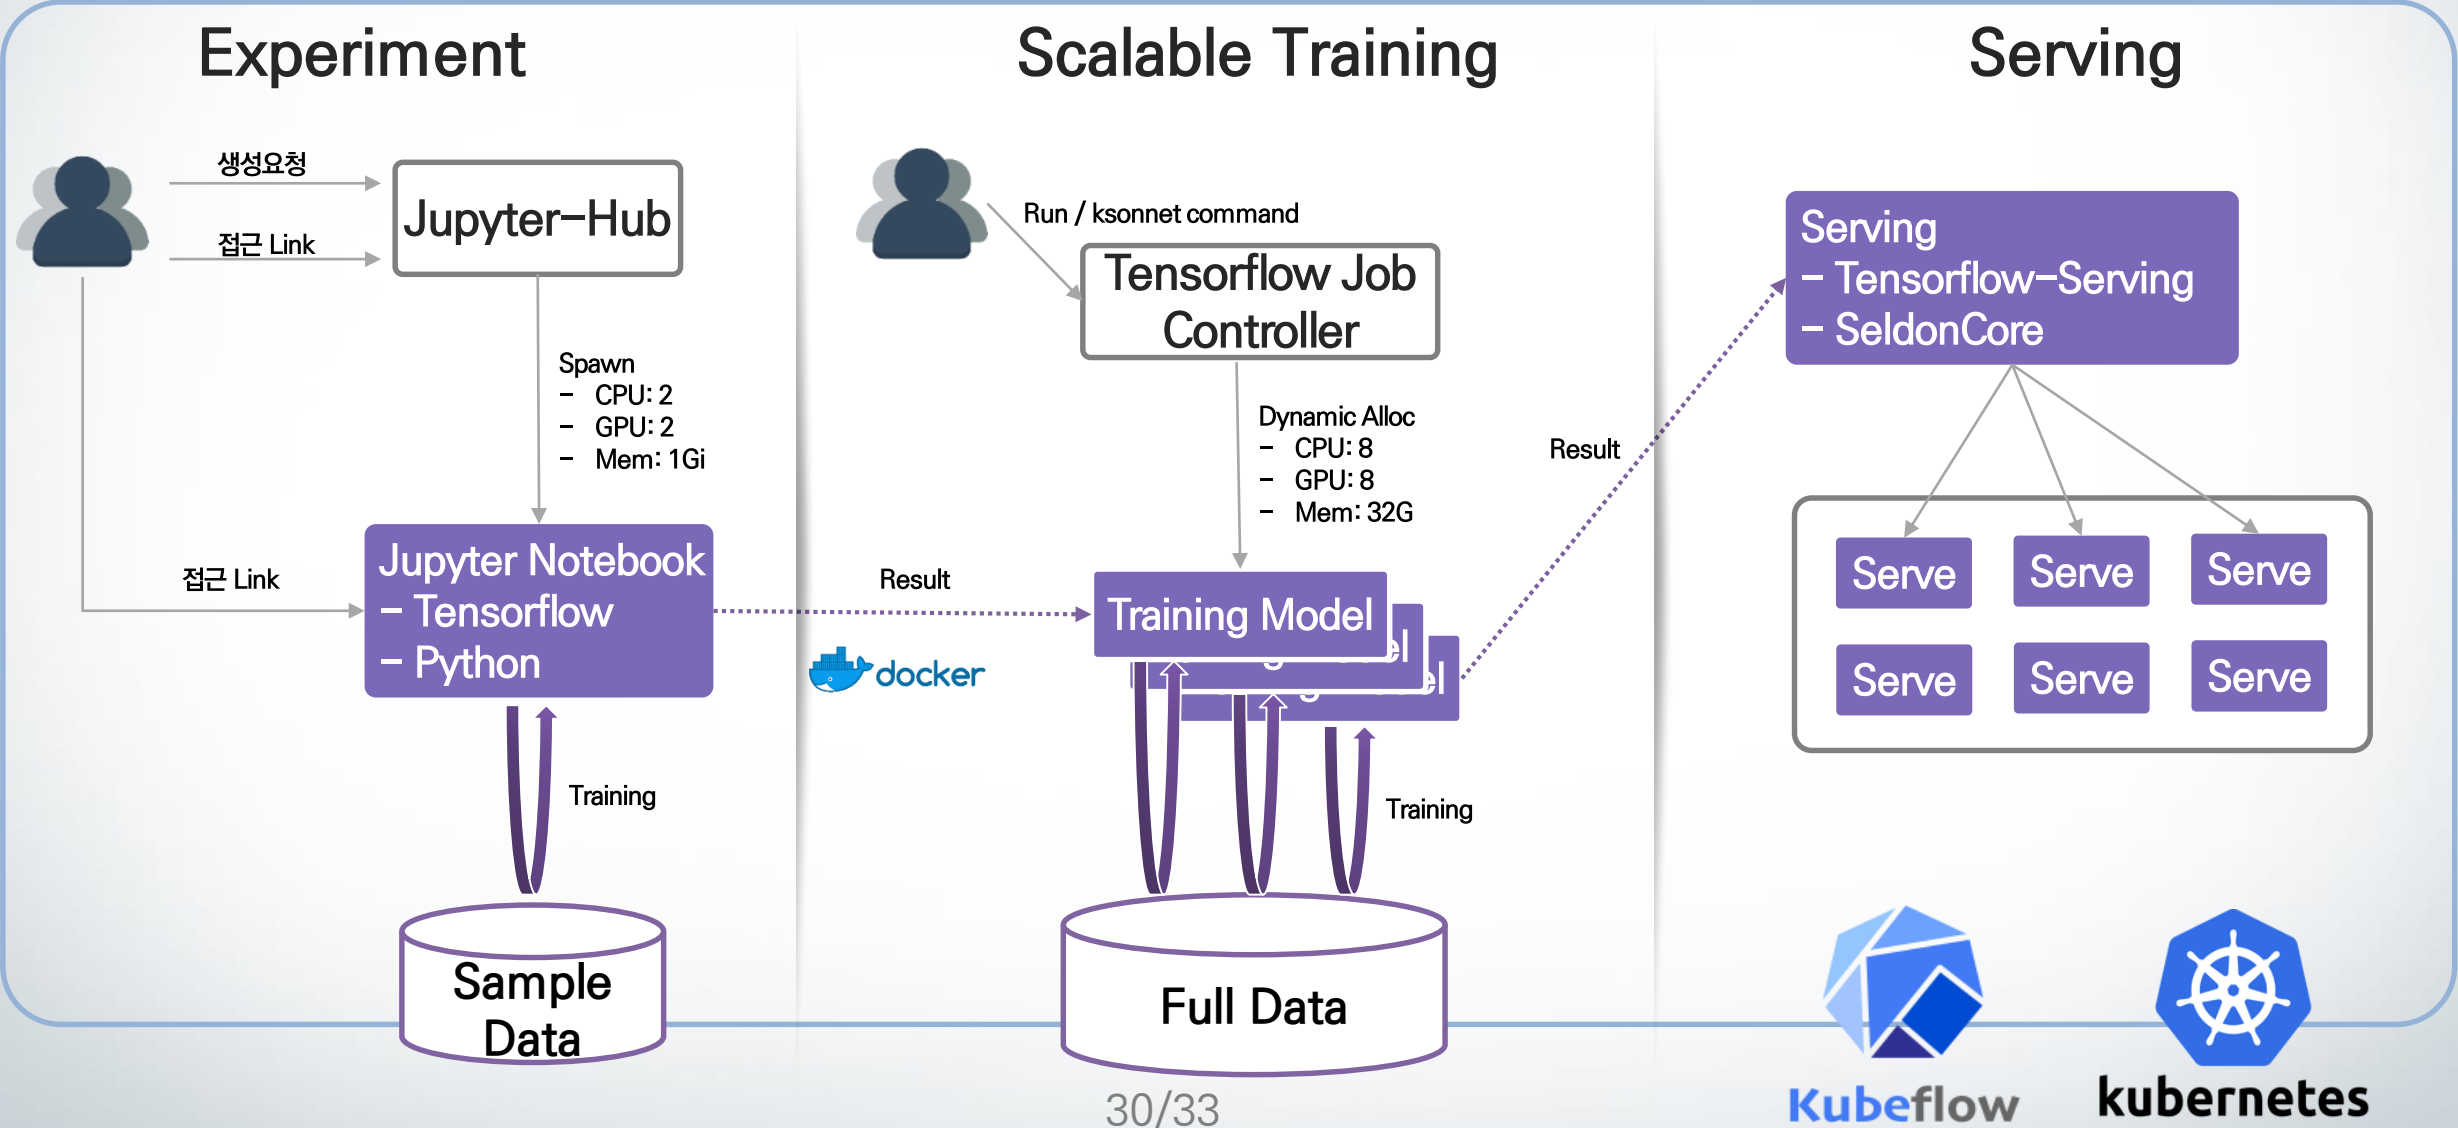 Experiment
생성요청
접근 Link
Jupyter-Hub
Spawn
- CPU: 2
- GPU: 2
- Mem: 1Gi
접근 Link
Jupyter Notebook
- Tensorflow
- Python
Training
Sample
Data
Scalable Training
Run / ksonnet command
Tensorflow Job
Controller
Dynamic Alloc
- CPU: 8
- GPU: 8
- Mem: 32G
Result
docker
Training Model
Training
Full Data
Result
Serving
Serving
- Tensorflow-Serving
- SeldonCore
Serve Serve Serve
Serve Serve Serve
Kubeflow
kubernetes
30/33